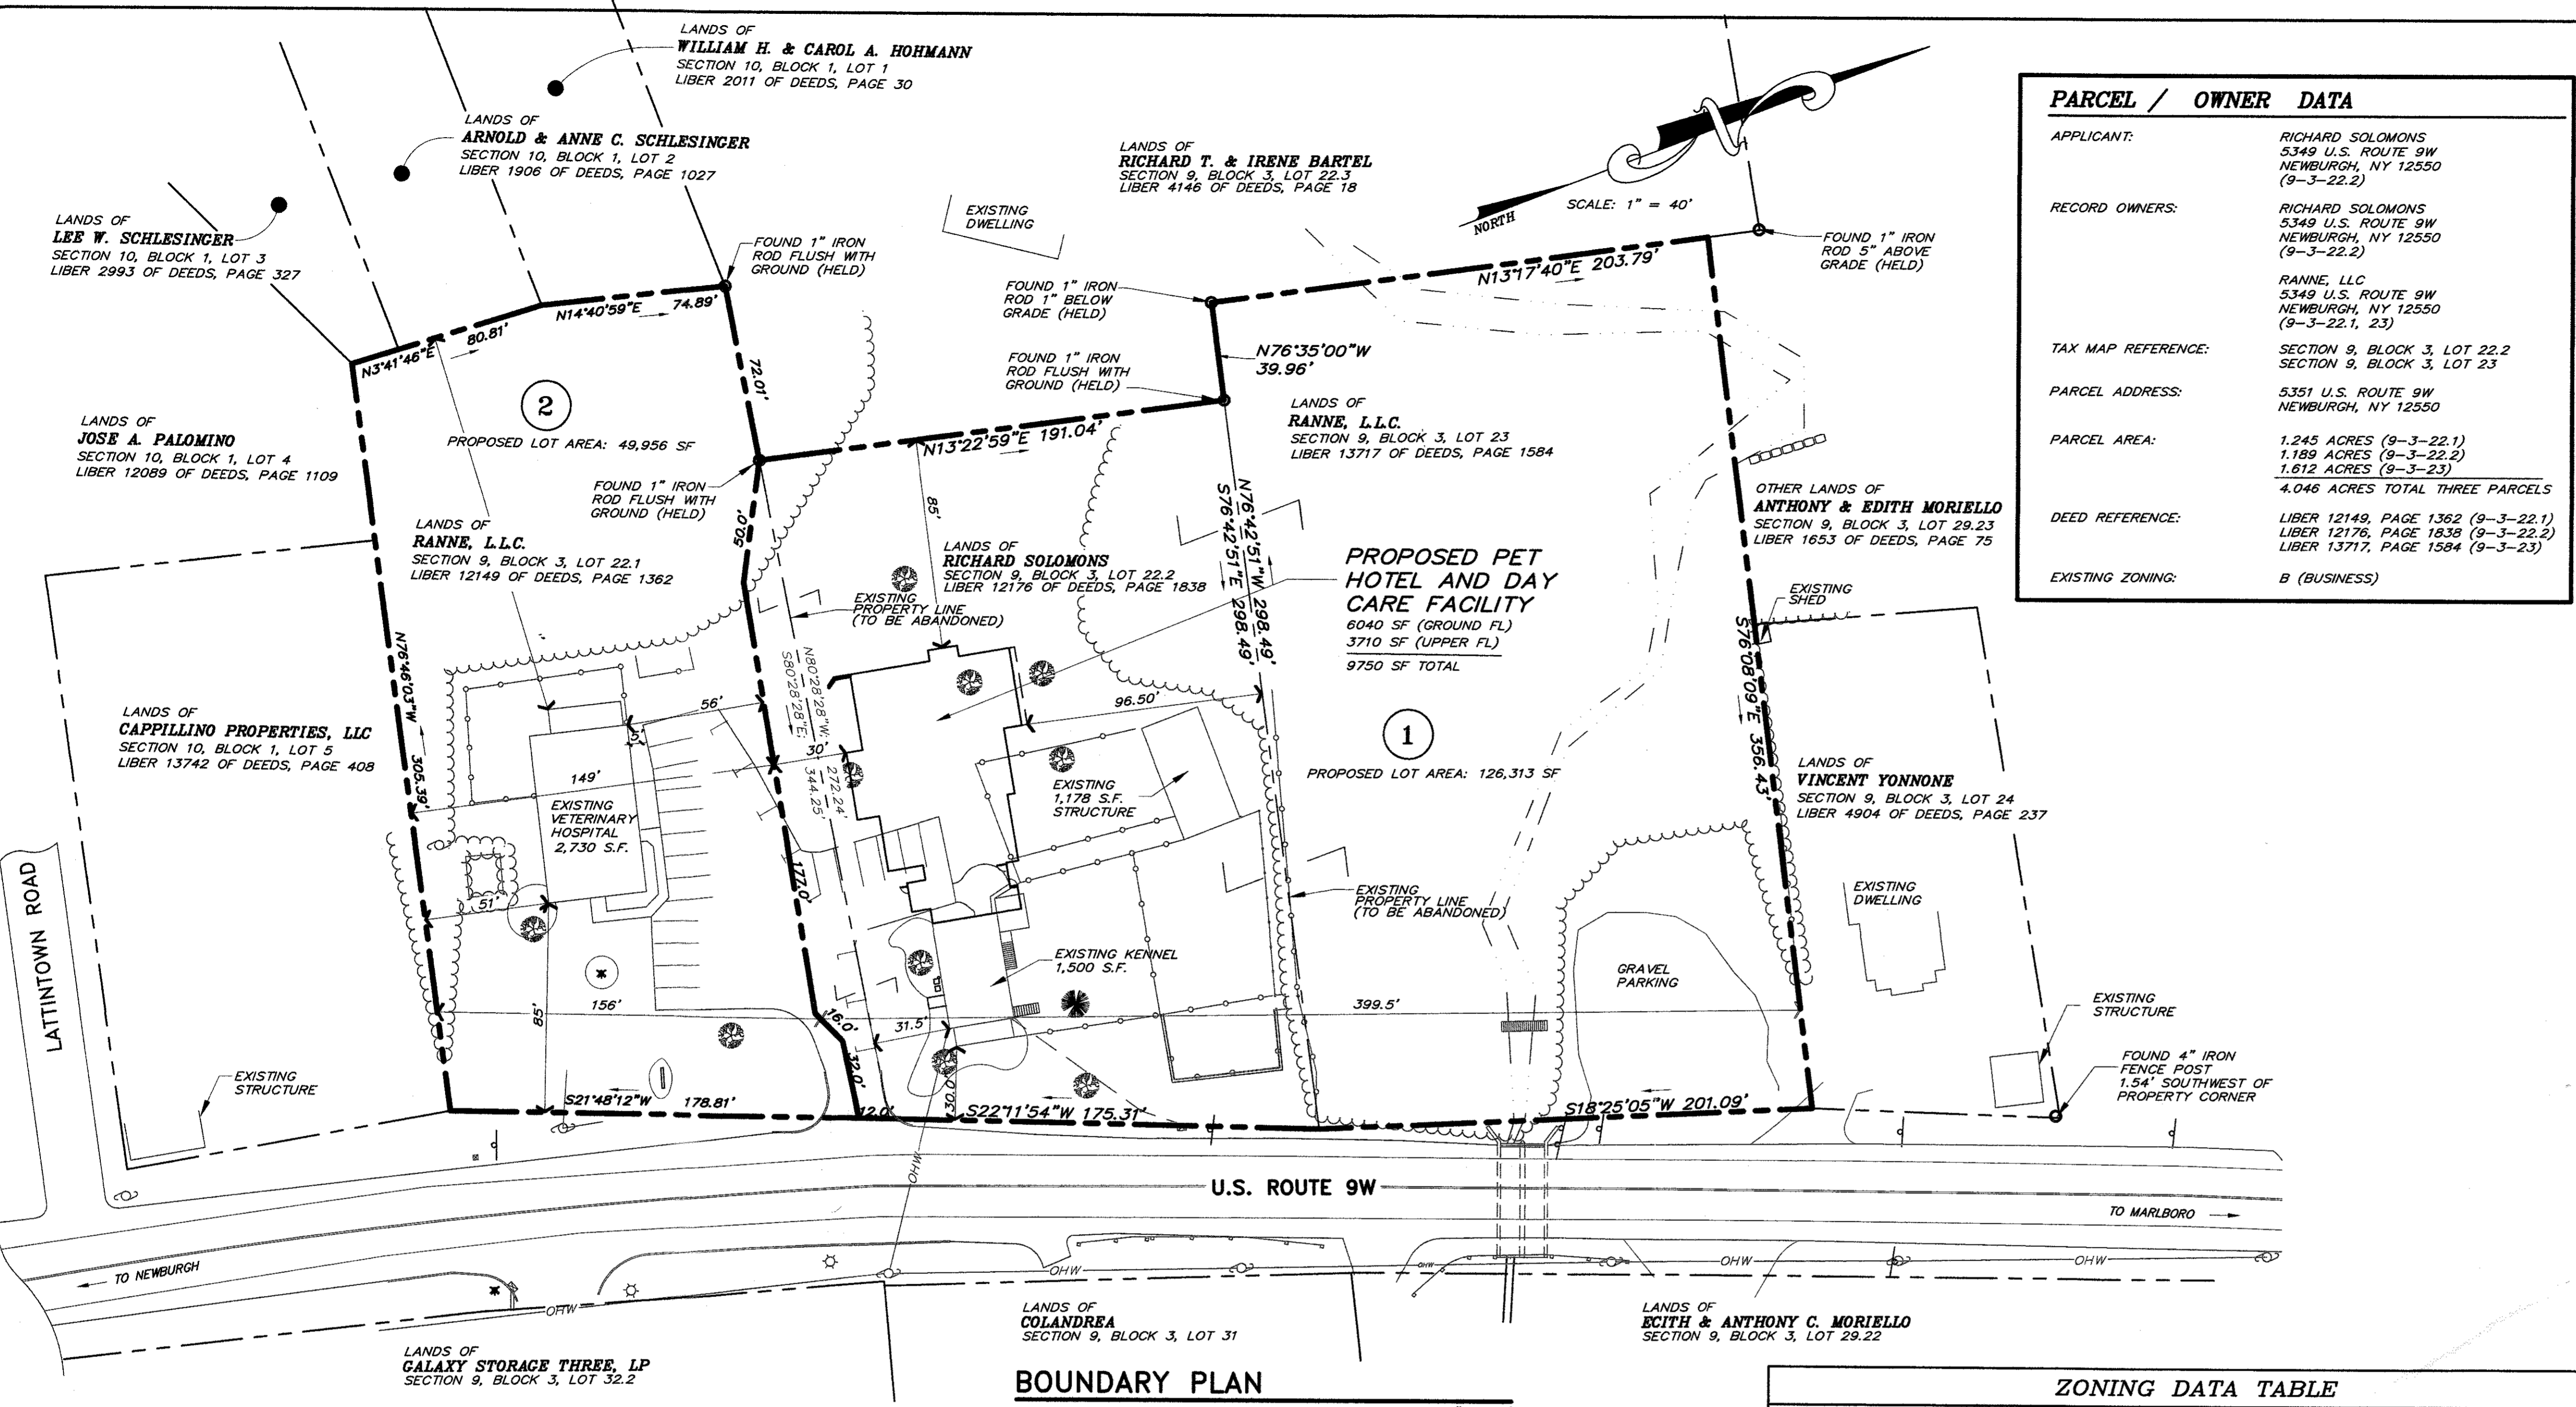 LANDS OF
WILLIAM H. & CAROL A. HOHMANN
SECTION 10, BLOCK 1, LOT 1
LIBER 2011 OF DEEDS, PAGE 30
LANDS OF
ARNOLD & ANNE C. SCHLESINGER
SECTION 10, BLOCK 1, LOT 2
LIBER 1906 OF DEEDS, PAGE 1027
LANDS OF
LEE W. SCHLESINGER
SECTION 10, BLOCK 1, LOT 3
LIBER 2993 OF DEEDS, PAGE 327
LANDS OF
RICHARD T. & IRENE BARTEL
SECTION 9, BLOCK 3, LOT 22.3
LIBER 4146 OF DEEDS, PAGE 18
EXISTING
DWELLING
NORTH
SCALE: 1" = 40'
FOUND 1" IRON
ROD FLUSH WITH
GROUND (HELD)
FOUND 1" IRON
ROD 1" BELOW
GRADE (HELD)
FOUND 1" IRON
ROD FLUSH WITH
GROUND (HELD)
FOUND 1" IRON
ROD 5" ABOVE
GRADE (HELD)
N13°17'40"E 203.79'
N3°41'46"E 80.81'
N14°40'59"E 74.89'
72.01'
N76°35'00"W
39.96'
N13°22'59"E 191.04'
2
PROPOSED LOT AREA: 49,956 SF
FOUND 1" IRON
ROD FLUSH WITH
GROUND (HELD)
LANDS OF
JOSE A. PALOMINO
SECTION 10, BLOCK 1, LOT 4
LIBER 12089 OF DEEDS, PAGE 1109
LANDS OF
RANNE, L.L.C.
SECTION 9, BLOCK 3, LOT 22.1
LIBER 12149 OF DEEDS, PAGE 1362
LANDS OF
RANNE, L.L.C.
SECTION 9, BLOCK 3, LOT 23
LIBER 13717 OF DEEDS, PAGE 1584
LANDS OF
RICHARD SOLOMONS
SECTION 9, BLOCK 3, LOT 22.2
LIBER 12176 OF DEEDS, PAGE 1838
85'
50.0'
N76°42'51"W 298.49'
S76°42'51"E 298.49'
EXISTING
PROPERTY LINE
(TO BE ABANDONED)
PROPOSED PET
HOTEL AND DAY
CARE FACILITY
6040 SF (GROUND FL)
3710 SF (UPPER FL)
9750 SF TOTAL
OTHER LANDS OF
ANTHONY & EDITH MORIELLO
SECTION 9, BLOCK 3, LOT 29.23
LIBER 1653 OF DEEDS, PAGE 75
EXISTING
SHED
S76°08'09"E 356.43'
N76°46'03"W 305.39'
N80°28'28"W 272.24'
S80°28'28"E 344.25'
LANDS OF
CAPPILLINO PROPERTIES, LLC
SECTION 10, BLOCK 1, LOT 5
LIBER 13742 OF DEEDS, PAGE 408
56'
5'
30'
96.50'
149'
EXISTING
VETERINARY
HOSPITAL
2,730 S.F.
EXISTING
1,178 S.F.
STRUCTURE
1
PROPOSED LOT AREA: 126,313 SF
LANDS OF
VINCENT YONNONE
SECTION 9, BLOCK 3, LOT 24
LIBER 4904 OF DEEDS, PAGE 237
EXISTING
DWELLING
EXISTING
PROPERTY LINE
(TO BE ABANDONED)
51'
177.0'
EXISTING KENNEL
1,500 S.F.
GRAVEL
PARKING
156'
85'
16.0'
31.5'
399.5'
32.0'
12.0'
30.0'
EXISTING
STRUCTURE
EXISTING
STRUCTURE
FOUND 4" IRON
FENCE POST
1.54' SOUTHWEST OF
PROPERTY CORNER
S21°48'12"W 178.81'
S22°11'54"W 175.31'
S18°25'05"W 201.09'
LATTINTOWN ROAD
U.S. ROUTE 9W
TO NEWBURGH
TO MARLBORO
OHW
OHW
OHW
OHW
OHW
OHW
LANDS OF
GALAXY STORAGE THREE, LP
SECTION 9, BLOCK 3, LOT 32.2
LANDS OF
COLANDREA
SECTION 9, BLOCK 3, LOT 31
LANDS OF
ECITH & ANTHONY C. MORIELLO
SECTION 9, BLOCK 3, LOT 29.22
BOUNDARY PLAN
PARCEL / OWNER DATA
APPLICANT: RICHARD SOLOMONS
5349 U.S. ROUTE 9W
NEWBURGH, NY 12550
(9-3-22.2)
RECORD OWNERS: RICHARD SOLOMONS
5349 U.S. ROUTE 9W
NEWBURGH, NY 12550
(9-3-22.2)
RANNE, LLC
5349 U.S. ROUTE 9W
NEWBURGH, NY 12550
(9-3-22.1, 23)
TAX MAP REFERENCE: SECTION 9, BLOCK 3, LOT 22.2
SECTION 9, BLOCK 3, LOT 23
PARCEL ADDRESS: 5351 U.S. ROUTE 9W
NEWBURGH, NY 12550
PARCEL AREA: 1.245 ACRES (9-3-22.1)
1.189 ACRES (9-3-22.2)
1.612 ACRES (9-3-23)
4.046 ACRES TOTAL THREE PARCELS
DEED REFERENCE: LIBER 12149, PAGE 1362 (9-3-22.1)
LIBER 12176, PAGE 1838 (9-3-22.2)
LIBER 13717, PAGE 1584 (9-3-23)
EXISTING ZONING: B (BUSINESS)
ZONING DATA TABLE